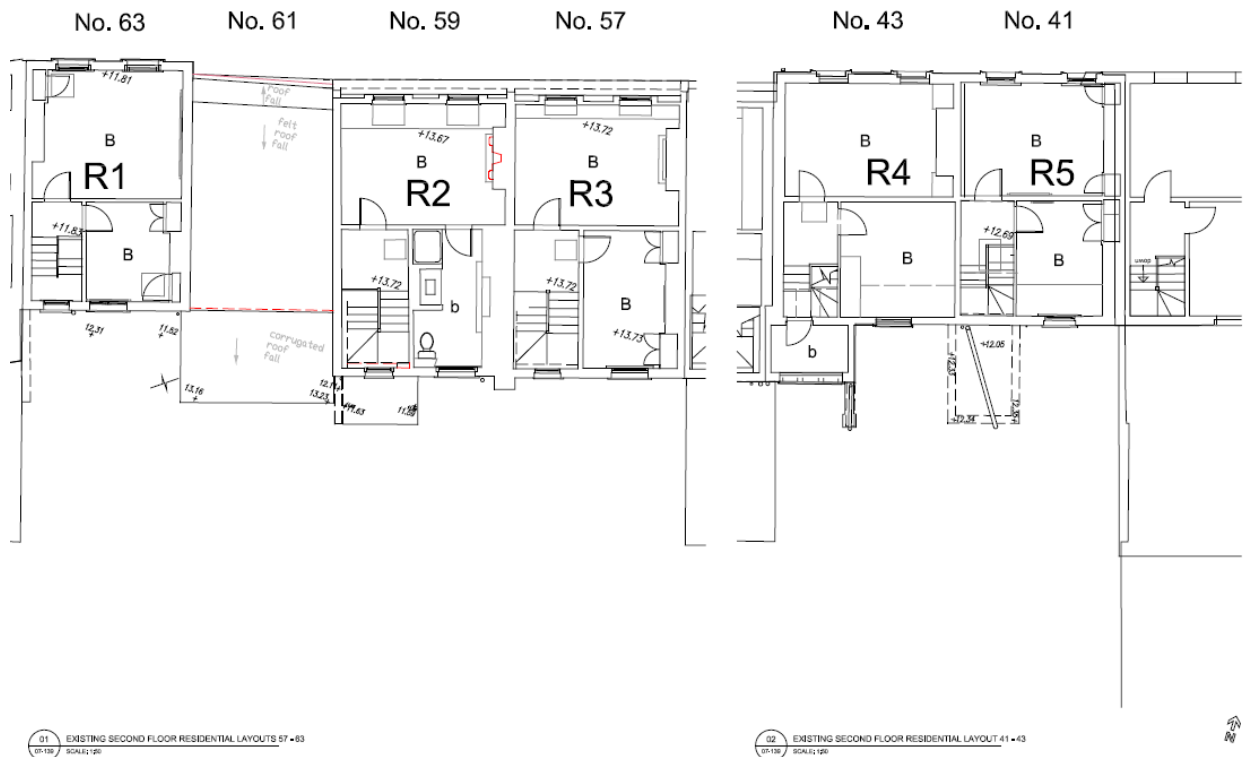 No. 63 No. 61 No. 59 No. 57 No. 43 No. 41
+11.81
roof
fall
felt
roof
fall
+13.67
+13.72
B
B
B
B
B
R1
R2
R3
R4
R5
+11.83
+13.72
+13.72
+12.69
B
b
B
B
B
down
+13.73
12.31
11.82
corrugated
roof
fall
b
+12.05
13.16
13.23
11.63
+12.34
01 EXISTING SECOND FLOOR RESIDENTIAL LAYOUTS 57 - 63
07-139 SCALE: 1:50
02 EXISTING SECOND FLOOR RESIDENTIAL LAYOUT 41 - 43
07-139 SCALE: 1:50
N